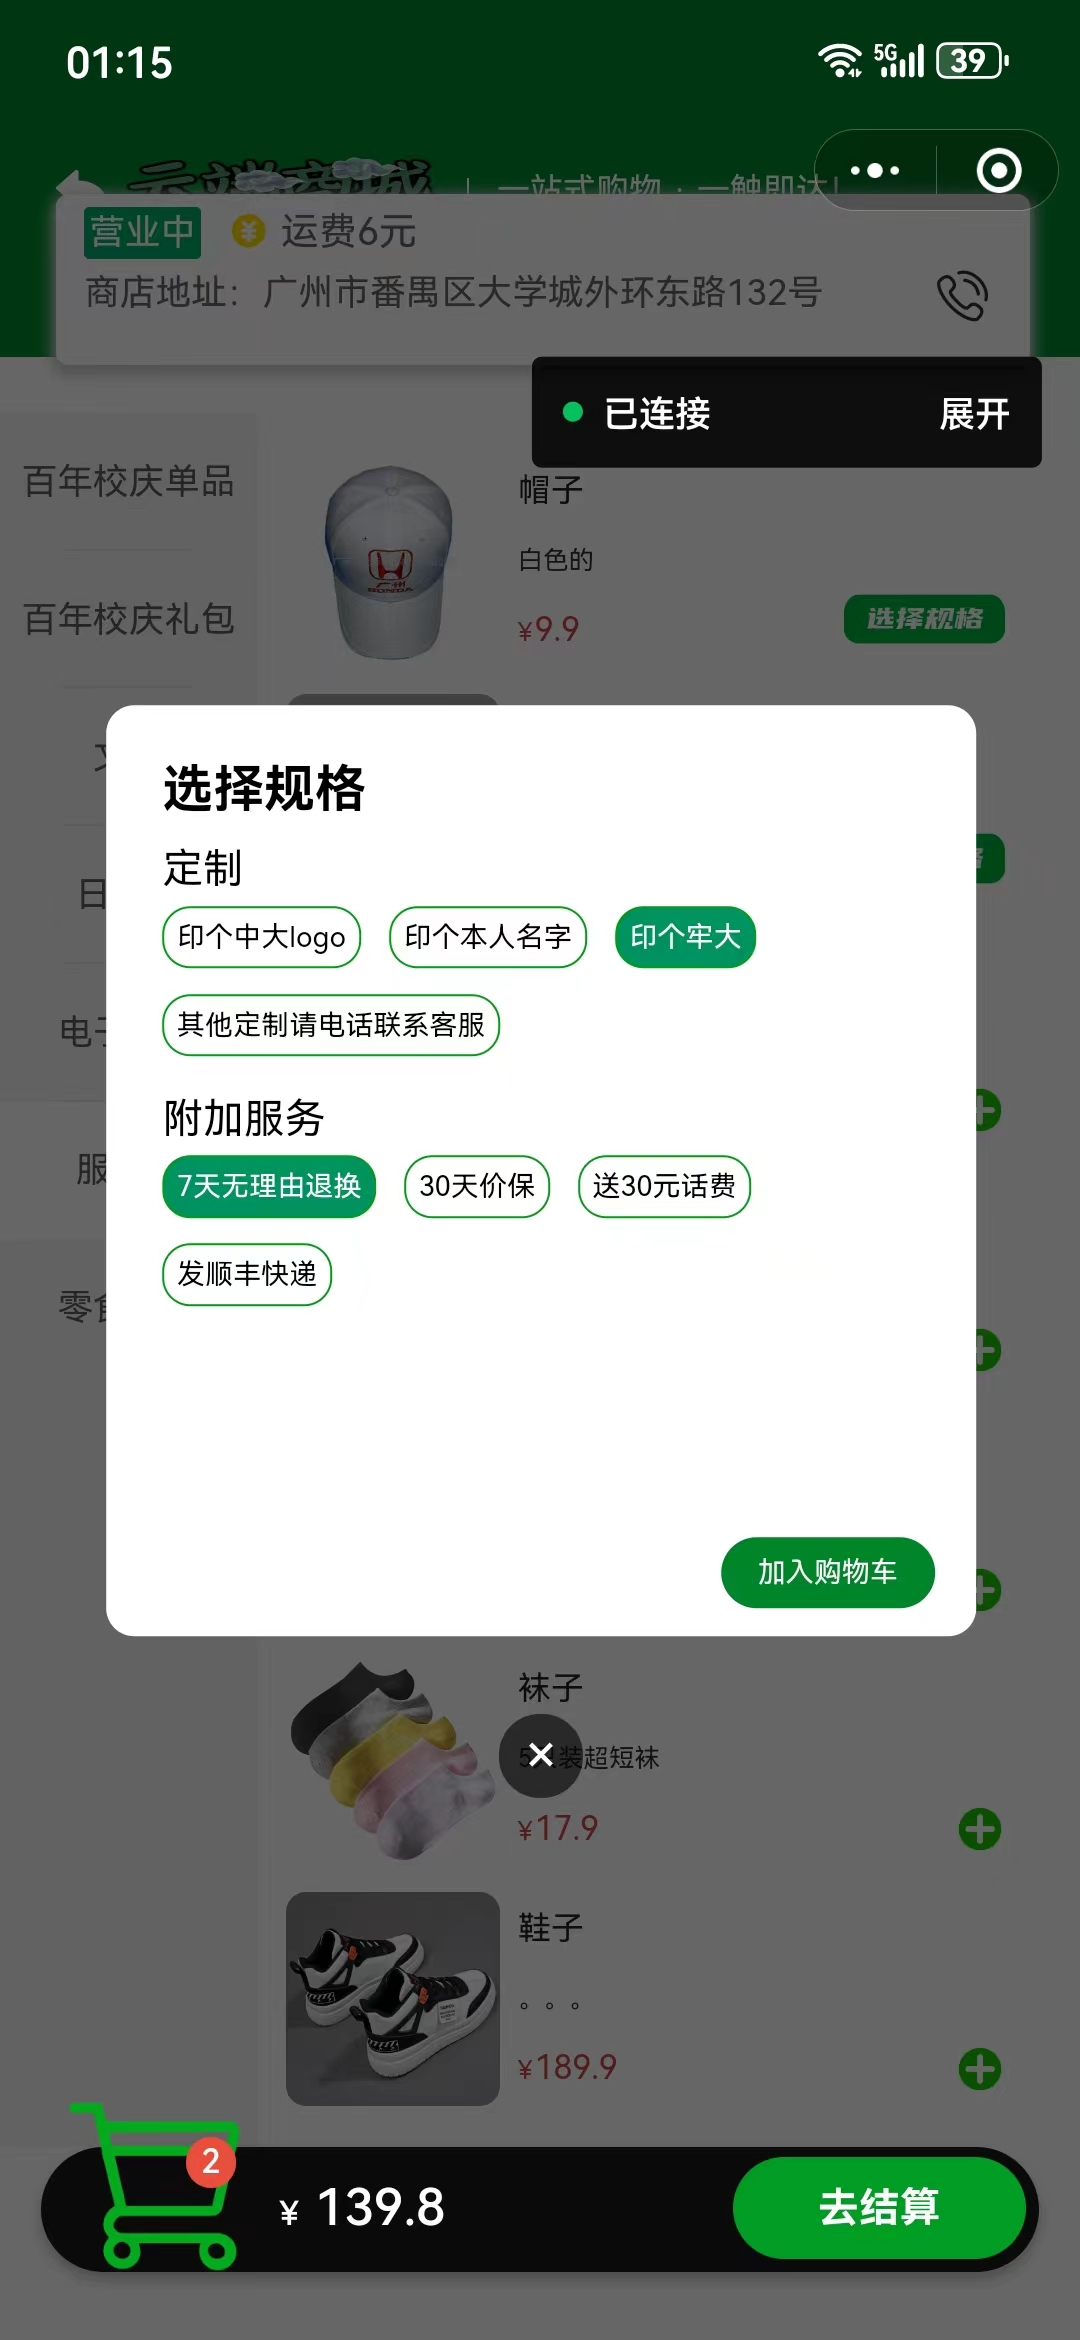 01:15
5G
39
云端商城
一站式购物 · 一触即达!
营业中
运费6元
商店地址：广州市番禺区大学城外环东路132号
已连接
展开
百年校庆单品
百年校庆礼包
日
电子
服
零食
帽子
白色的
¥9.9
选择规格
广州
HONDA
选择规格
定制
印个中大logo
印个本人名字
印个牢大
其他定制请电话联系客服
附加服务
7天无理由退换
30天价保
送30元话费
发顺丰快递
加入购物车
袜子
装超短袜
¥17.9
鞋子
。。。
¥189.9
2
¥ 139.8
去结算